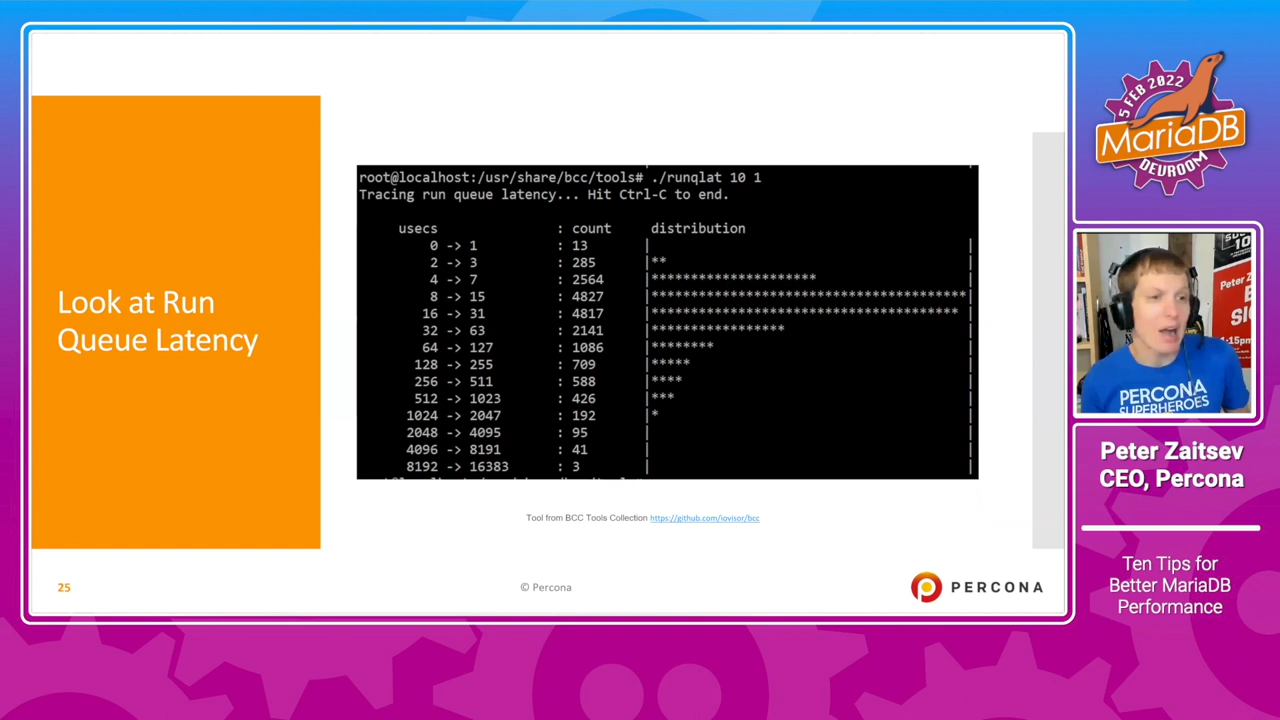 Look at Run
Queue Latency
root@localhost:/usr/share/bcc/tools# ./runqlat 10 1
Tracing run queue latency... Hit Ctrl-C to end.
usecs : count distribution
0 -> 1 : 13 | |
2 -> 3 : 285 |** |
4 -> 7 : 2564 |********************* |
8 -> 15 : 4827 |****************************************|
16 -> 31 : 4817 |*************************************** |
32 -> 63 : 2141 |***************** |
64 -> 127 : 1086 |******** |
128 -> 255 : 709 |***** |
256 -> 511 : 588 |**** |
512 -> 1023 : 426 |*** |
1024 -> 2047 : 192 |* |
2048 -> 4095 : 95 | |
4096 -> 8191 : 41 | |
8192 -> 16383 : 3 | |
Tool from BCC Tools Collection https://github.com/iovisor/bcc
25
© Percona
PERCONA
5 FEB 2022
MariaDB
DEVROOM
Peter Z
1:15pm
PERCONA
SUPERHEROES
Peter Zaitsev
CEO, Percona
Ten Tips for
Better MariaDB
Performance